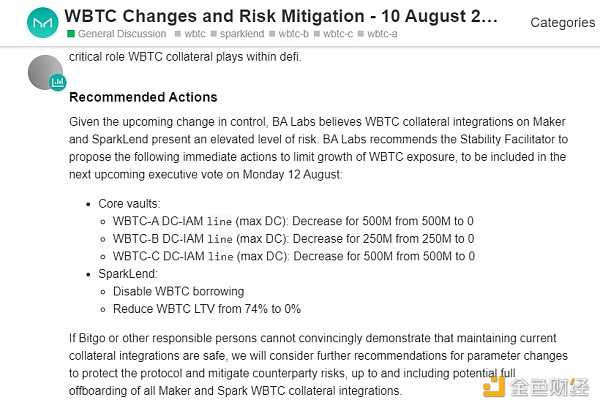 WBTC Changes and Risk Mitigation - 10 August 2…
General Discussion wbtc sparklend wbtc-b wbtc-c wbtc-a
Categories
critical role WBTC collateral plays within defi.
Recommended Actions
Given the upcoming change in control, BA Labs believes WBTC collateral integrations on Maker
and SparkLend present an elevated level of risk. BA Labs recommends the Stability Facilitator to
propose the following immediate actions to limit growth of WBTC exposure, to be included in the
next upcoming executive vote on Monday 12 August:
• Core vaults:
◦ WBTC-A DC-IAM line (max DC): Decrease for 500M from 500M to 0
◦ WBTC-B DC-IAM line (max DC): Decrease for 250M from 250M to 0
◦ WBTC-C DC-IAM line (max DC): Decrease for 500M from 500M to 0
• SparkLend:
◦ Disable WBTC borrowing
◦ Reduce WBTC LTV from 74% to 0%
If Bitgo or other responsible persons cannot convincingly demonstrate that maintaining current
collateral integrations are safe, we will consider further recommendations for parameter changes
to protect the protocol and mitigate counterparty risks, up to and including potential full
offboarding of all Maker and Spark WBTC collateral integrations.
金色财经